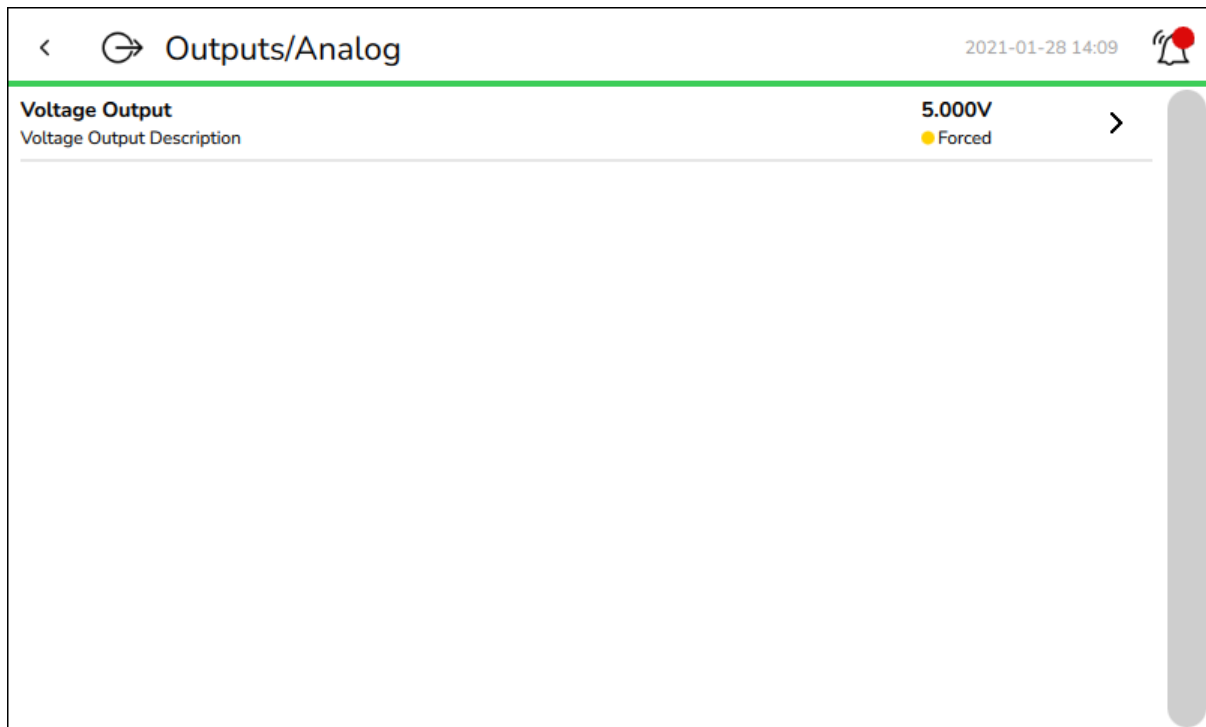 Outputs/Analog
2021-01-28 14:09
Voltage Output
5.000V
Voltage Output Description
Forced